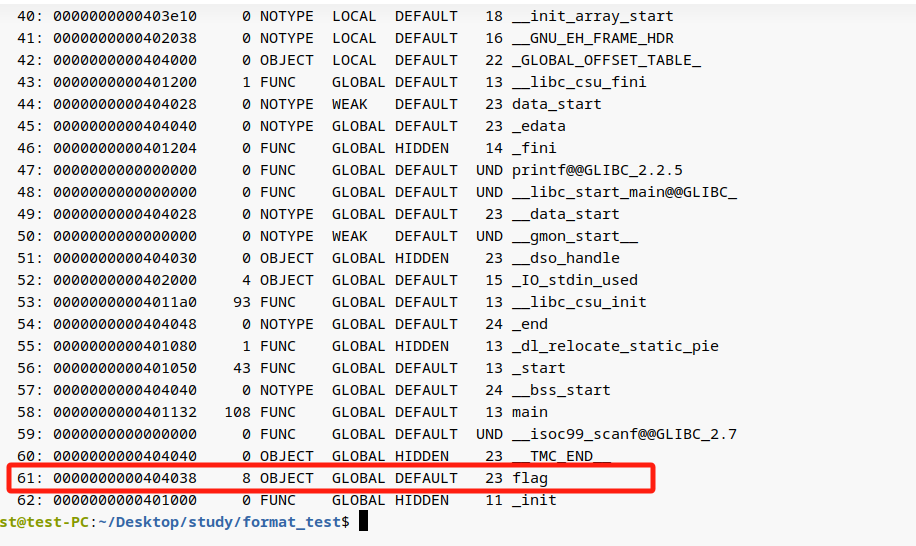 40: 0000000000403e10 0 NOTYPE LOCAL DEFAULT 18 __init_array_start
41: 0000000000402038 0 NOTYPE LOCAL DEFAULT 16 __GNU_EH_FRAME_HDR
42: 0000000000404000 0 OBJECT LOCAL DEFAULT 22 _GLOBAL_OFFSET_TABLE_
43: 0000000000401200 1 FUNC GLOBAL DEFAULT 13 __libc_csu_fini
44: 0000000000404028 0 NOTYPE WEAK DEFAULT 23 data_start
45: 0000000000404040 0 NOTYPE GLOBAL DEFAULT 23 _edata
46: 0000000000401204 0 FUNC GLOBAL HIDDEN 14 _fini
47: 0000000000000000 0 FUNC GLOBAL DEFAULT UND printf@@GLIBC_2.2.5
48: 0000000000000000 0 FUNC GLOBAL DEFAULT UND __libc_start_main@@GLIBC_
49: 0000000000404028 0 NOTYPE GLOBAL DEFAULT 23 __data_start
50: 0000000000000000 0 NOTYPE WEAK DEFAULT UND __gmon_start__
51: 0000000000404030 0 OBJECT GLOBAL HIDDEN 23 __dso_handle
52: 0000000000402000 4 OBJECT GLOBAL DEFAULT 15 _IO_stdin_used
53: 00000000004011a0 93 FUNC GLOBAL DEFAULT 13 __libc_csu_init
54: 0000000000404048 0 NOTYPE GLOBAL DEFAULT 24 _end
55: 0000000000401080 1 FUNC GLOBAL HIDDEN 13 _dl_relocate_static_pie
56: 0000000000401050 43 FUNC GLOBAL DEFAULT 13 _start
57: 0000000000404040 0 NOTYPE GLOBAL DEFAULT 24 __bss_start
58: 0000000000401132 108 FUNC GLOBAL DEFAULT 13 main
59: 0000000000000000 0 FUNC GLOBAL DEFAULT UND __isoc99_scanf@@GLIBC_2.7
60: 0000000000404040 0 OBJECT GLOBAL HIDDEN 23 __TMC_END__
61: 0000000000404038 8 OBJECT GLOBAL DEFAULT 23 flag
62: 0000000000401000 0 FUNC GLOBAL HIDDEN 11 _init
st@test-PC:~/Desktop/study/format_test$